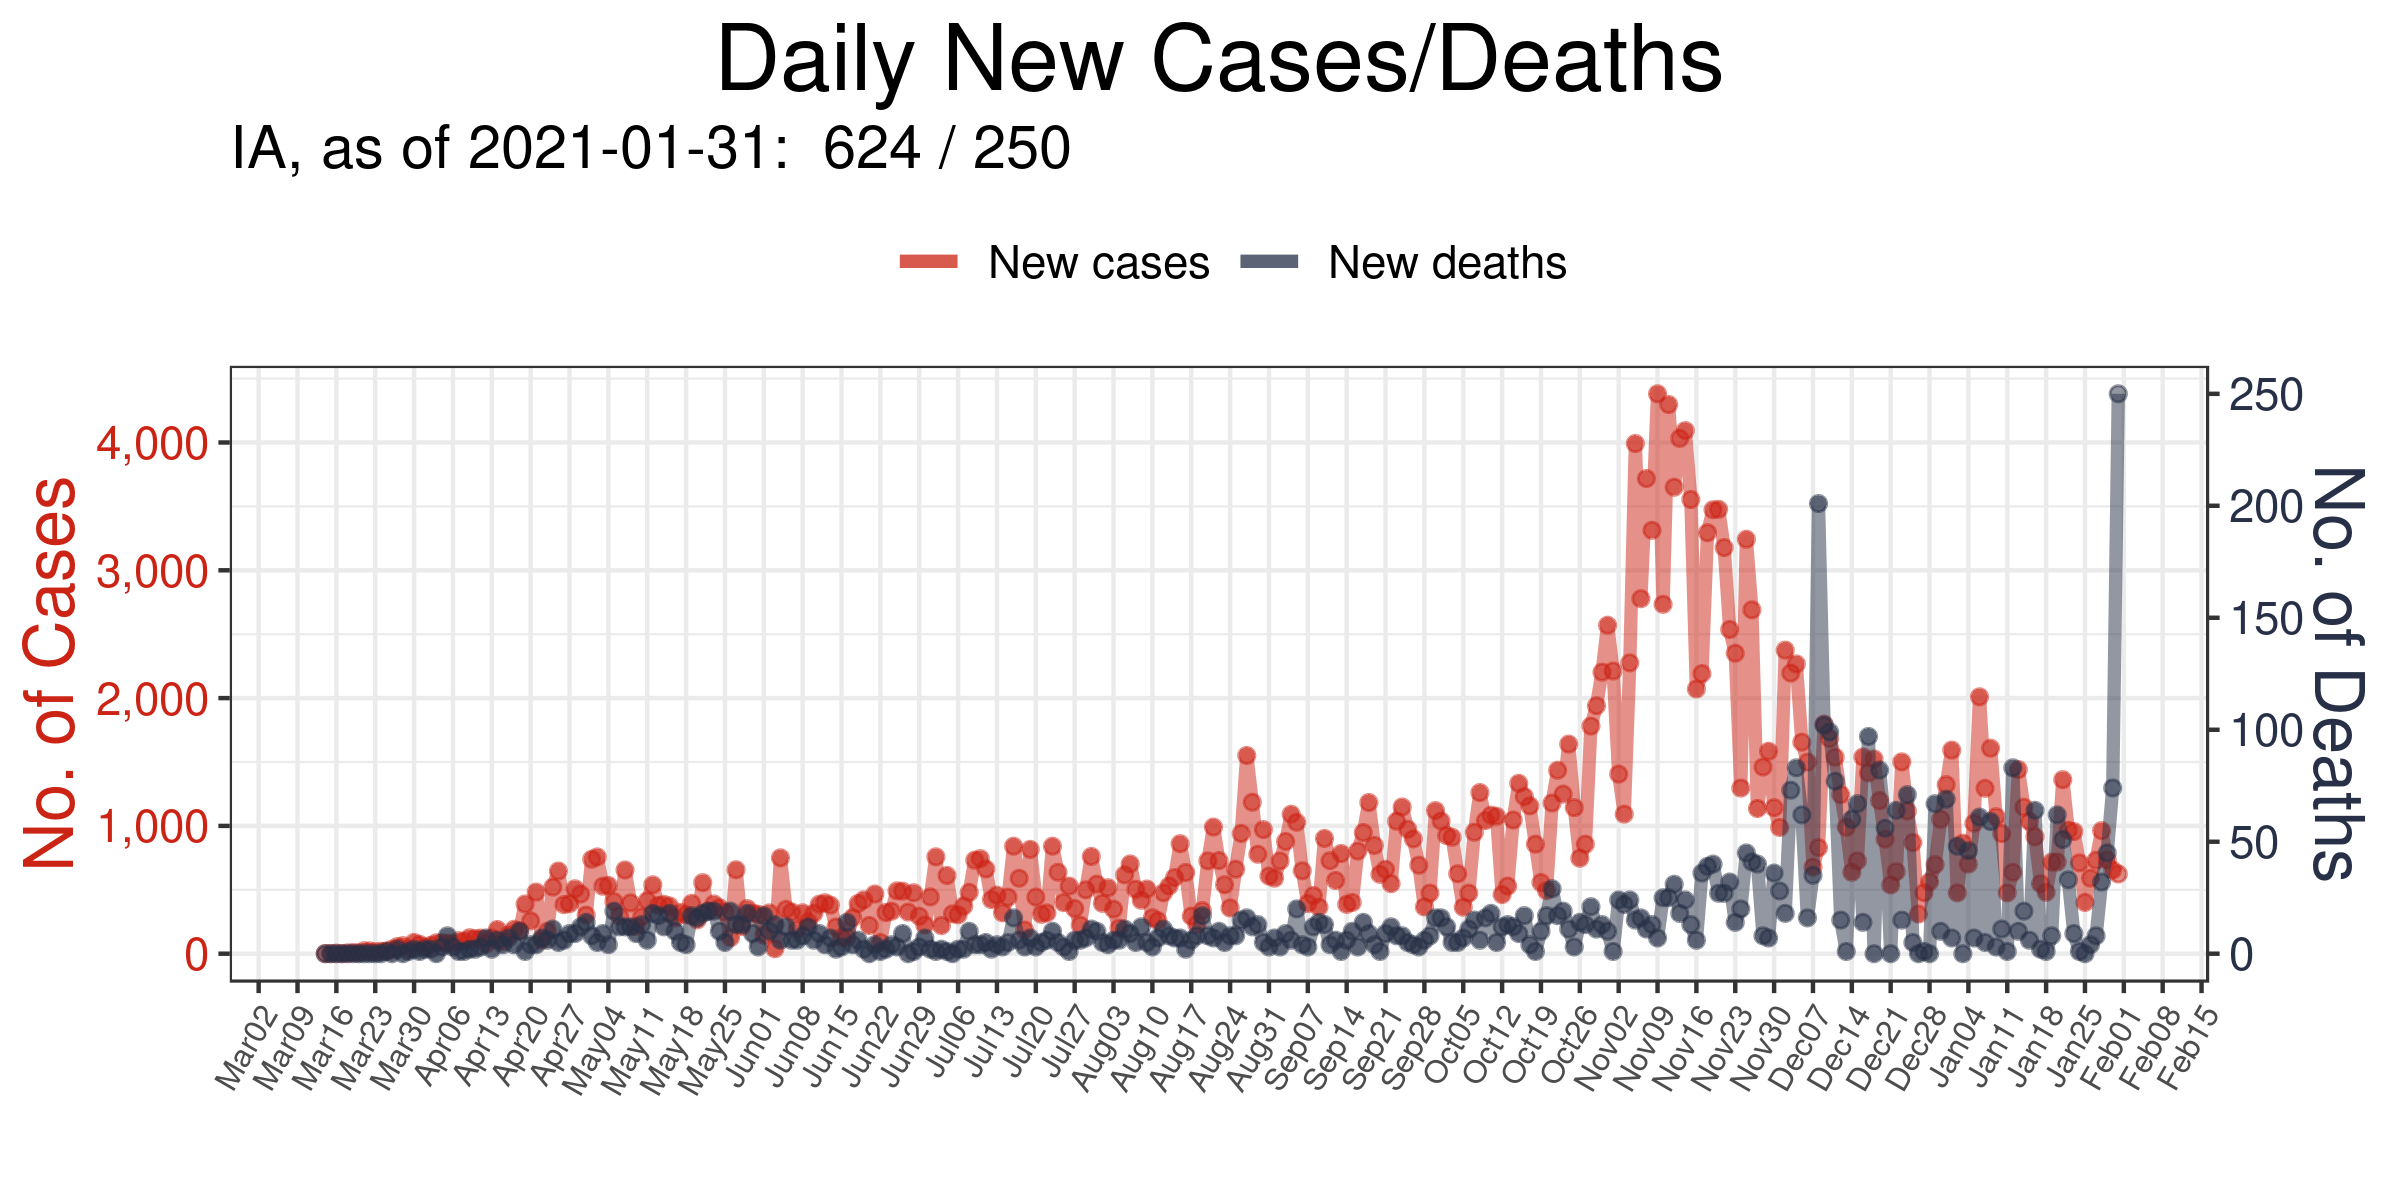 Daily New Cases/Deaths
IA, as of 2021-01-31: 624 / 250
New cases New deaths
No. of Cases
4,000
3,000
2,000
1,000
0
250
200
150
100
50
0
No. of Deaths
Mar02 Mar09 Mar16 Mar23 Mar30 Apr06 Apr13 Apr20 Apr27 May04 May11 May18 May25 Jun01 Jun08 Jun15 Jun22 Jun29 Jul06 Jul13 Jul20 Jul27 Aug03 Aug10 Aug17 Aug24 Aug31 Sep07 Sep14 Sep21 Sep28 Oct05 Oct12 Oct19 Oct26 Nov02 Nov09 Nov16 Nov23 Nov30 Dec07 Dec14 Dec21 Dec28 Jan04 Jan11 Jan18 Jan25 Feb01 Feb08 Feb15